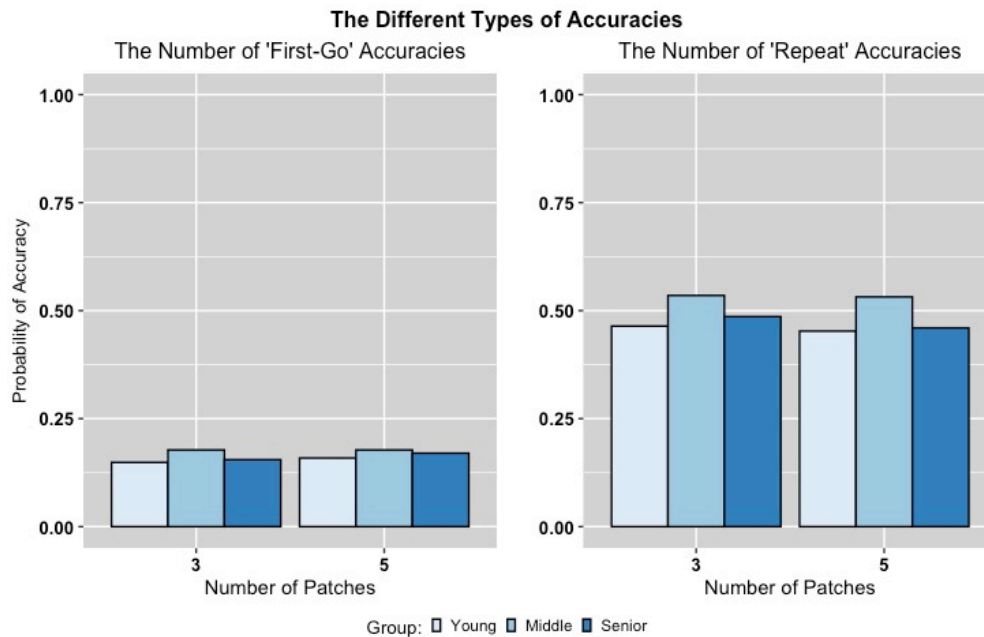 The Different Types of Accuracies
The Number of 'First-Go' Accuracies
The Number of 'Repeat' Accuracies
Probability of Accuracy
1.00
0.75
0.50
0.25
0.00
3
5
Number of Patches
1.00
0.75
0.50
0.25
0.00
3
5
Number of Patches
Group: Young Middle Senior